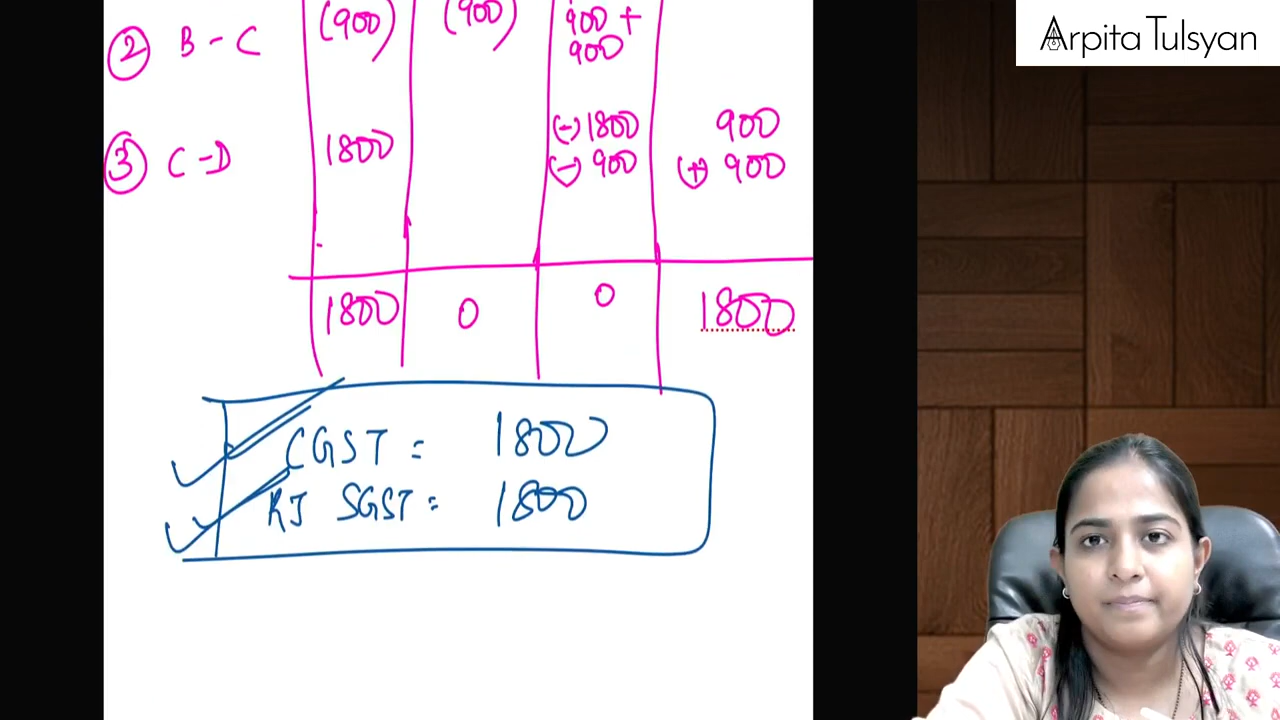 Arpita Tulsyan
② B - C (900) (900) 900 +
900
③ C - D 1800 (-) 1800 900
(-) 900 (+) 900
1800 0 0 1800
CGST = 1800
RJ SGST = 1800